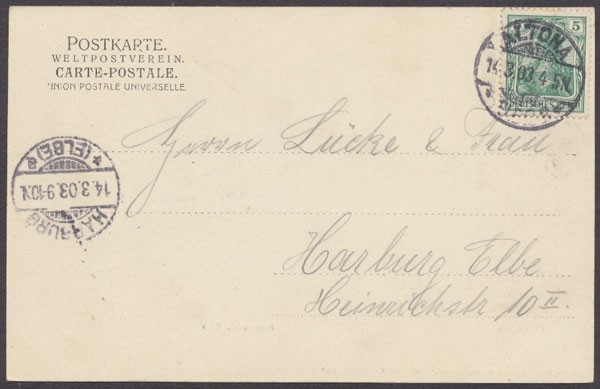 POSTKARTE.
WELTPOSTVEREIN.
CARTE-POSTALE.
UNION POSTALE UNIVERSELLE.
5
ALTONA
14.3.03.4-5N.
HARBURG
14.3.03.9-10N.
(ELBE)
Herrn Lücke & Frau
Harburg Elbe
Heinrichstr 10 II.